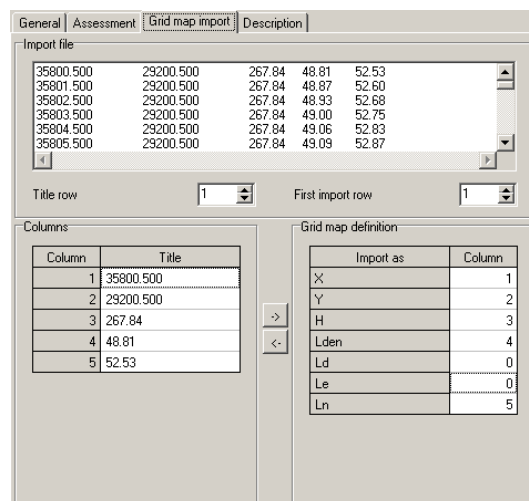 General Assessment Grid map import Description
Import file
35800.500 29200.500 267.84 48.81 52.53
35801.500 29200.500 267.84 48.87 52.60
35802.500 29200.500 267.84 48.93 52.68
35803.500 29200.500 267.84 49.00 52.75
35804.500 29200.500 267.84 49.06 52.83
35805.500 29200.500 267.84 49.09 52.87
Title row 1 First import row 1
Columns
Column Title
1 35800.500
2 29200.500
3 267.84
4 48.81
5 52.53
->
<-
Grid map definition
Import as Column
X 1
Y 2
H 3
Lden 4
Ld 0
Le 0
Ln 5